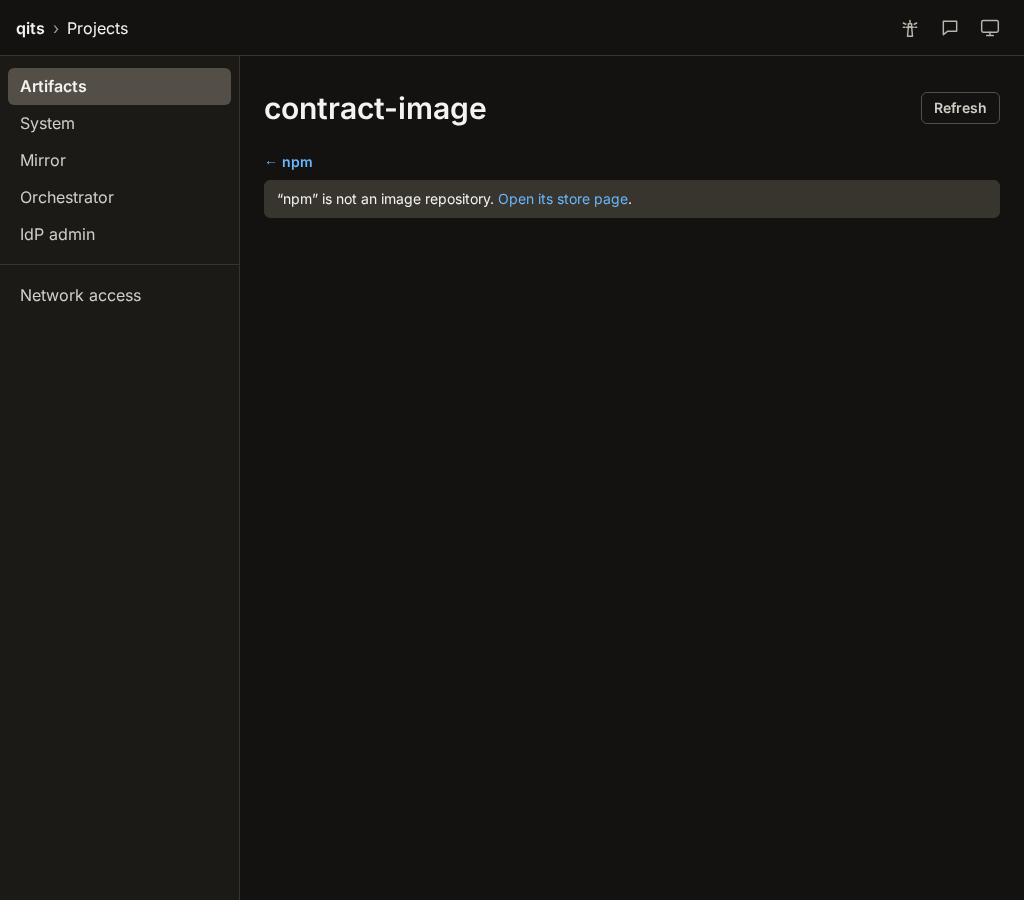 qits › Projects
Artifacts
System
Mirror
Orchestrator
IdP admin
Network access
contract-image
Refresh
← npm
“npm” is not an image repository. Open its store page.